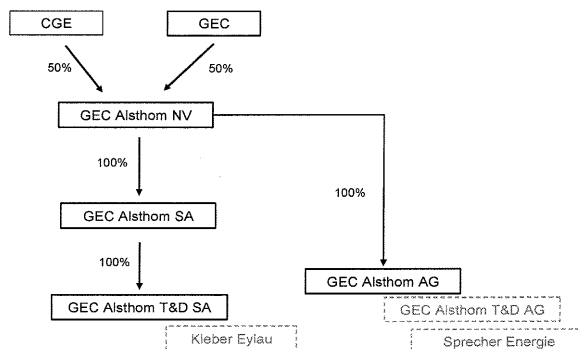 CGE
GEC
50%
50%
GEC Alsthom NV
100%
100%
GEC Alsthom SA
100%
GEC Alsthom AG
GEC Alsthom T&D SA
GEC Alsthom T&D AG
Kleber Eylau
Sprecher Energie